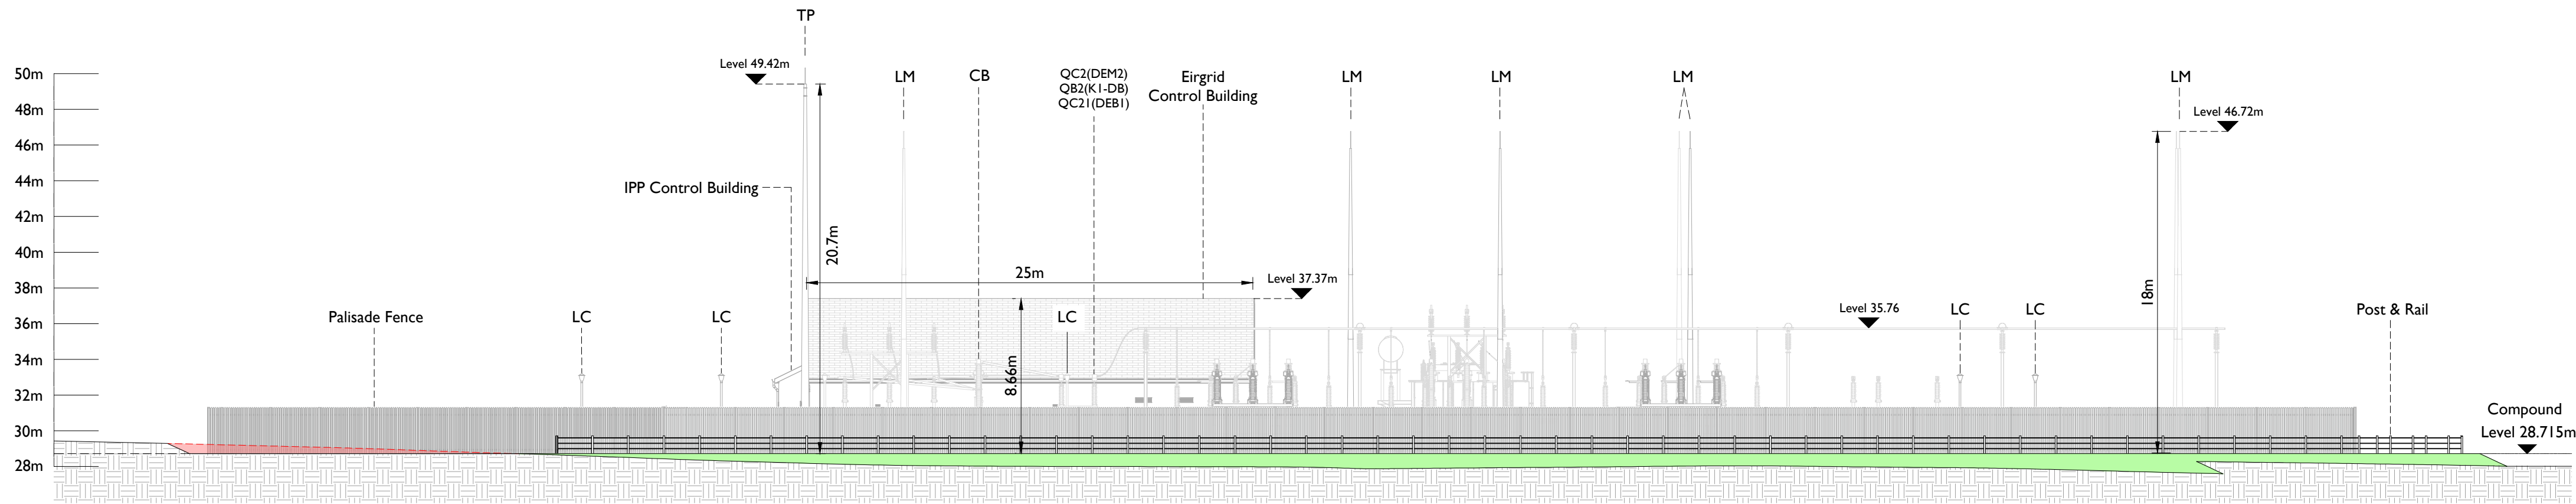 TP
Level 49.42m
50m
48m
46m
44m
42m
40m
38m
36m
34m
32m
30m
28m
LM
CB
QC2(DEM2)
QB2(K1-DB)
QC21(DEB1)
Eirgrid
Control Building
LM
LM
LM
LM
Level 46.72m
IPP Control Building
20.7m
25m
Level 37.37m
18m
Palisade Fence
LC
LC
LC
8.66m
Level 35.76
LC
LC
Post & Rail
Compound
Level 28.715m